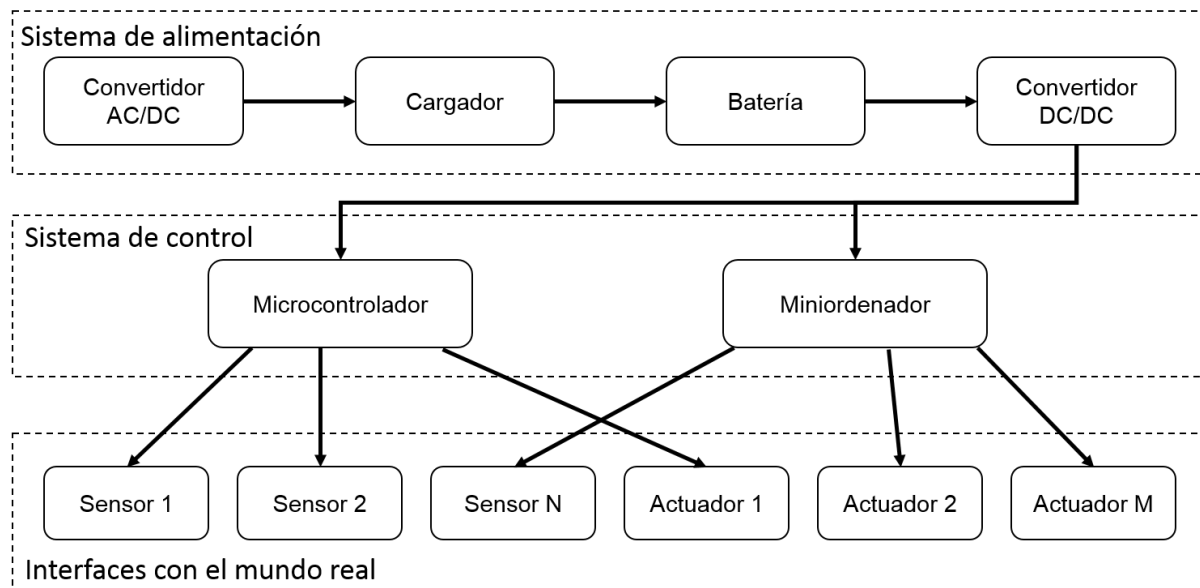 Sistema de alimentación
Convertidor
AC/DC
Cargador
Batería
Convertidor
DC/DC
Sistema de control
Microcontrolador
Miniordenador
Sensor 1
Sensor 2
Sensor N
Actuador 1
Actuador 2
Actuador M
Interfaces con el mundo real